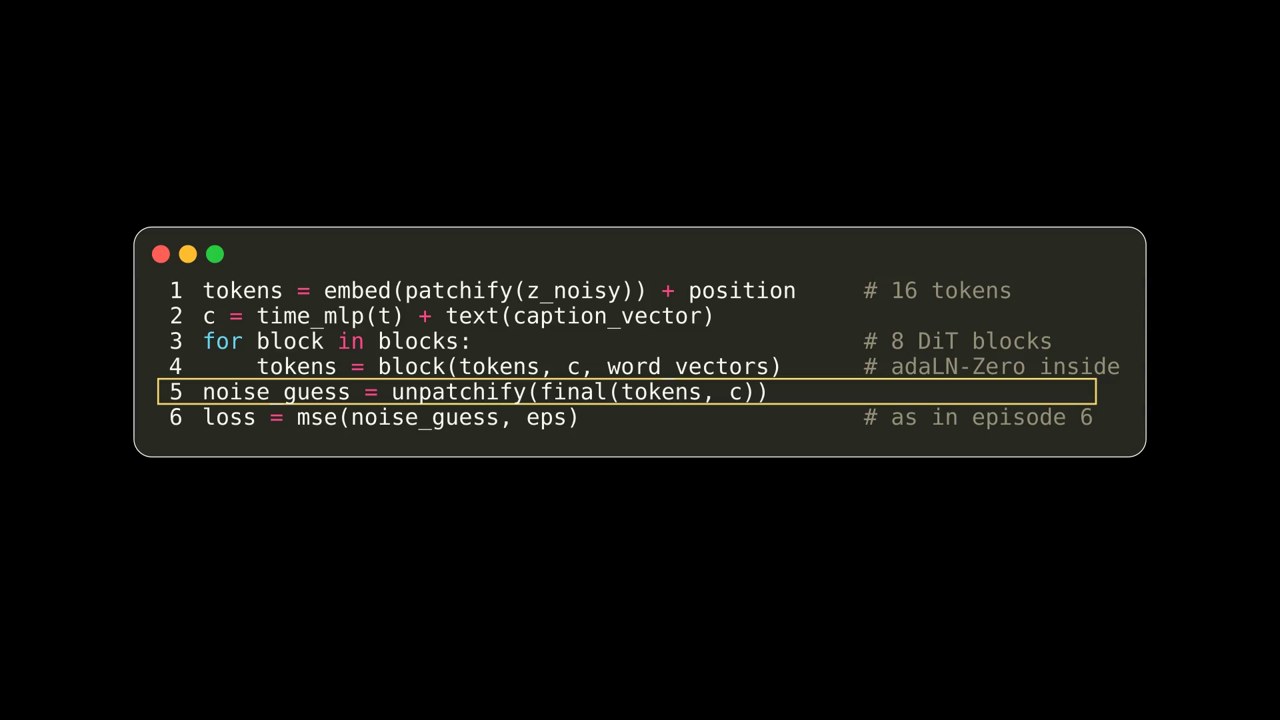 1 tokens = embed(patchify(z_noisy)) + position # 16 tokens
2 c = time_mlp(t) + text(caption_vector)
3 for block in blocks: # 8 DiT blocks
4 tokens = block(tokens, c, word_vectors) # adaLN-Zero inside
5 noise_guess = unpatchify(final(tokens, c))
6 loss = mse(noise_guess, eps) # as in episode 6